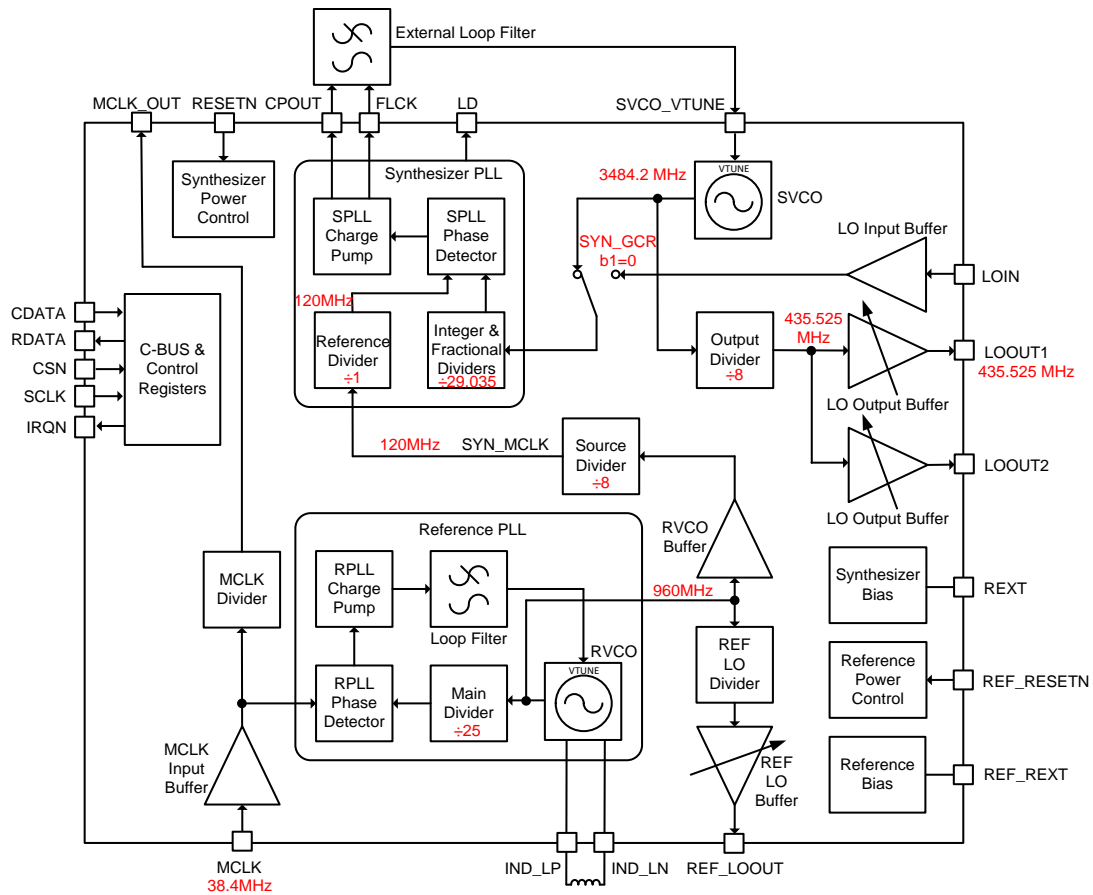 External Loop Filter
MCLK_OUT
RESETN
CPOUT
FLCK
LD
SVCO_VTUNE
Synthesizer
Power
Control
Synthesizer PLL
SPLL
Charge
Pump
SPLL
Phase
Detector
120MHz
Reference
Divider
÷1
Integer &
Fractional
Dividers
÷29.035
3484.2 MHz
VTUNE
SVCO
SYN_GCR
b1=0
LO Input Buffer
LOIN
CDATA
RDATA
CSN
SCLK
IRQN
C-BUS &
Control
Registers
Output
Divider
÷8
435.525
MHz
LOOUT1
435.525 MHz
LO Output Buffer
LOOUT2
LO Output Buffer
120MHz
SYN_MCLK
Source
Divider
÷8
RVCO
Buffer
Reference PLL
RPLL
Charge
Pump
Loop Filter
960MHz
RVCO
VTUNE
RPLL
Phase
Detector
Main
Divider
÷25
MCLK
Divider
MCLK
Input
Buffer
REF
LO
Divider
REF
LO
Buffer
Synthesizer
Bias
REXT
Reference
Power
Control
REF_RESETN
Reference
Bias
REF_REXT
MCLK
38.4MHz
IND_LP
IND_LN
REF_LOOUT